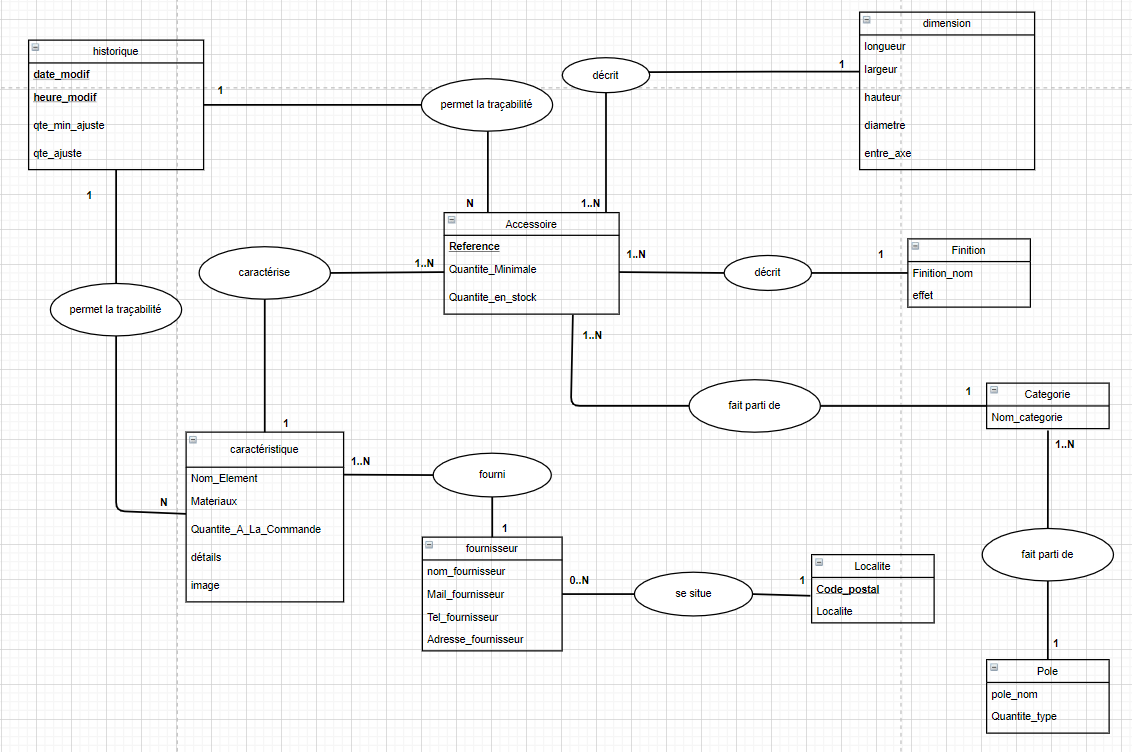 dimension
longueur
largeur
hauteur
diametre
entre_axe
1
décrit
1..N
historique
date_modif
heure_modif
qte_min_ajuste
qte_ajuste
1
permet la traçabilité
N
1
permet la traçabilité
N
Accessoire
Reference
Quantite_Minimale
Quantite_en_stock
1..N
décrit
1
Finition
Finition_nom
effet
1..N
caractérise
1
1..N
fait parti de
1
Categorie
Nom_categorie
1..N
fait parti de
1
Pole
pole_nom
Quantite_type
caractéristique
Nom_Element
Materiaux
Quantite_A_La_Commande
détails
image
1..N
fourni
1
fournisseur
nom_fournisseur
Mail_fournisseur
Tel_fournisseur
Adresse_fournisseur
0..N
se situe
1
Localite
Code_postal
Localite